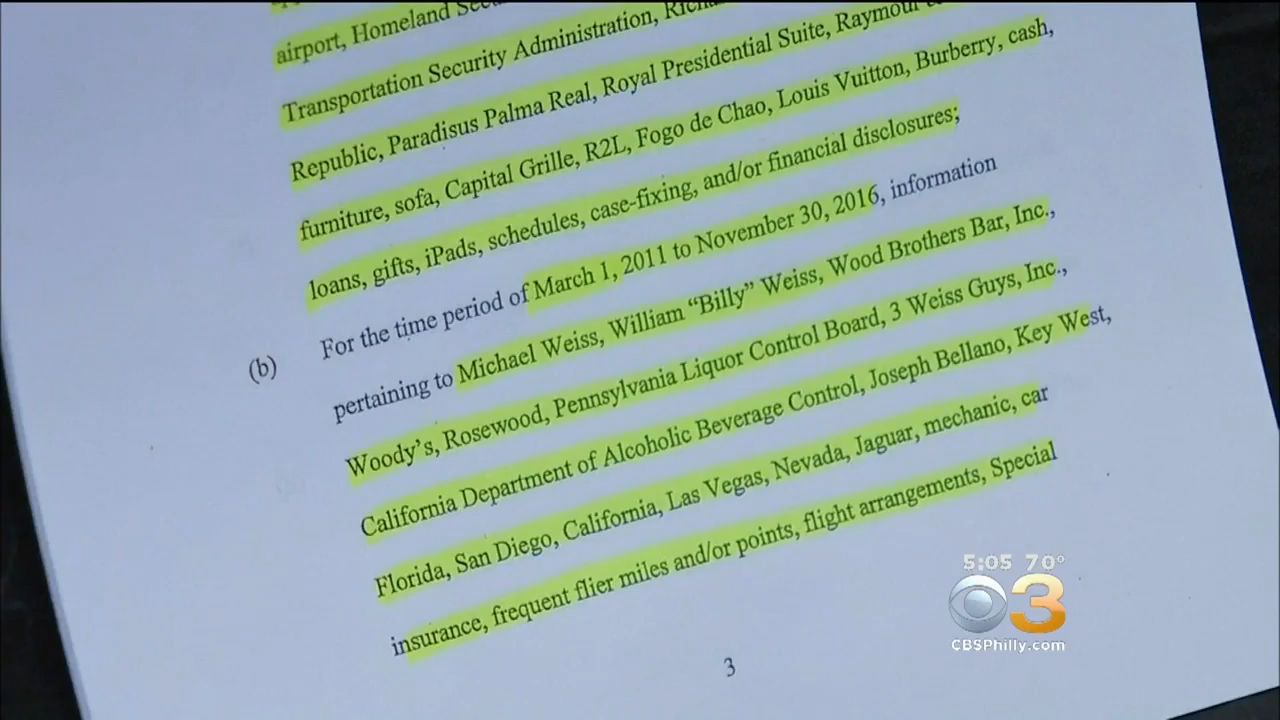 airport, Homeland
Transportation Security Administration,
Republic, Paradisus Palma Real, Royal Presidential Suite, Raymour
furniture, sofa, Capital Grille, R2L, Fogo de Chao, Louis Vuitton, Burberry, cash,
loans, gifts, iPads, schedules, case-fixing, and/or financial disclosures;
(b) For the time period of March 1, 2011 to November 30, 2016, information
pertaining to Michael Weiss, William “Billy” Weiss, Wood Brothers Bar, Inc.,
Woody’s, Rosewood, Pennsylvania Liquor Control Board, 3 Weiss Guys, Inc.,
California Department of Alcoholic Beverage Control, Joseph Bellano, Key West,
Florida, San Diego, California, Las Vegas, Nevada, Jaguar, mechanic, car
insurance, frequent flier miles and/or points, flight arrangements, Special
3
5:05 70°
3
CBSPhilly.com